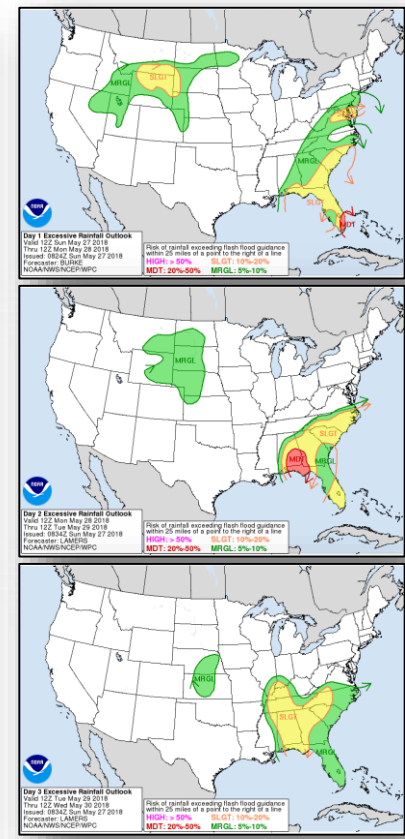 MRGL
SLGT
MRGL
SLGT
MDT
noaa
Day 1 Excessive Rainfall Outlook
Valid 12Z Sun May 27 2018
Thru 12Z Mon May 28 2018
Issued: 0824Z Sun May 27 2018
Forecaster: BURKE
NOAA/NWS/NCEP/WPC
Risk of rainfall exceeding flash flood guidance
within 25 miles of a point to the right of a line
HIGH: > 50% SLGT: 10%-20%
MDT: 20%-50% MRGL: 5%-10%
MRGL
SLGT
MDT
MRGL
noaa
Day 2 Excessive Rainfall Outlook
Valid 12Z Mon May 28 2018
Thru 12Z Tue May 29 2018
Issued: 0834Z Sun May 27 2018
Forecaster: LAMERS
NOAA/NWS/NCEP/WPC
Risk of rainfall exceeding flash flood guidance
within 25 miles of a point to the right of a line
HIGH: > 50% SLGT: 10%-20%
MDT: 20%-50% MRGL: 5%-10%
MRGL
SLGT
MRGL
noaa
Day 3 Excessive Rainfall Outlook
Valid 12Z Tue May 29 2018
Thru 12Z Wed May 30 2018
Issued: 0834Z Sun May 27 2018
Forecaster: LAMERS
NOAA/NWS/NCEP/WPC
Risk of rainfall exceeding flash flood guidance
within 25 miles of a point to the right of a line
HIGH: > 50% SLGT: 10%-20%
MDT: 20%-50% MRGL: 5%-10%